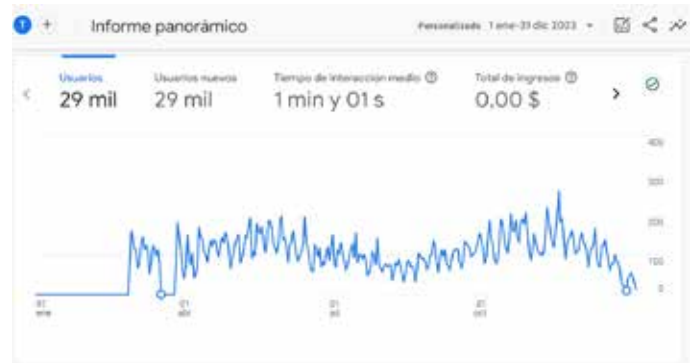 T + Informe panorámico
Personalizado 1 ene-31 dic 2023
Usuarios
29 mil
Usuarios nuevos
29 mil
Tiempo de interacción medio
1 min y 01 s
Total de ingresos
0,00 $
400
300
200
100
0
01
ene
01
abr
01
jul
01
oct